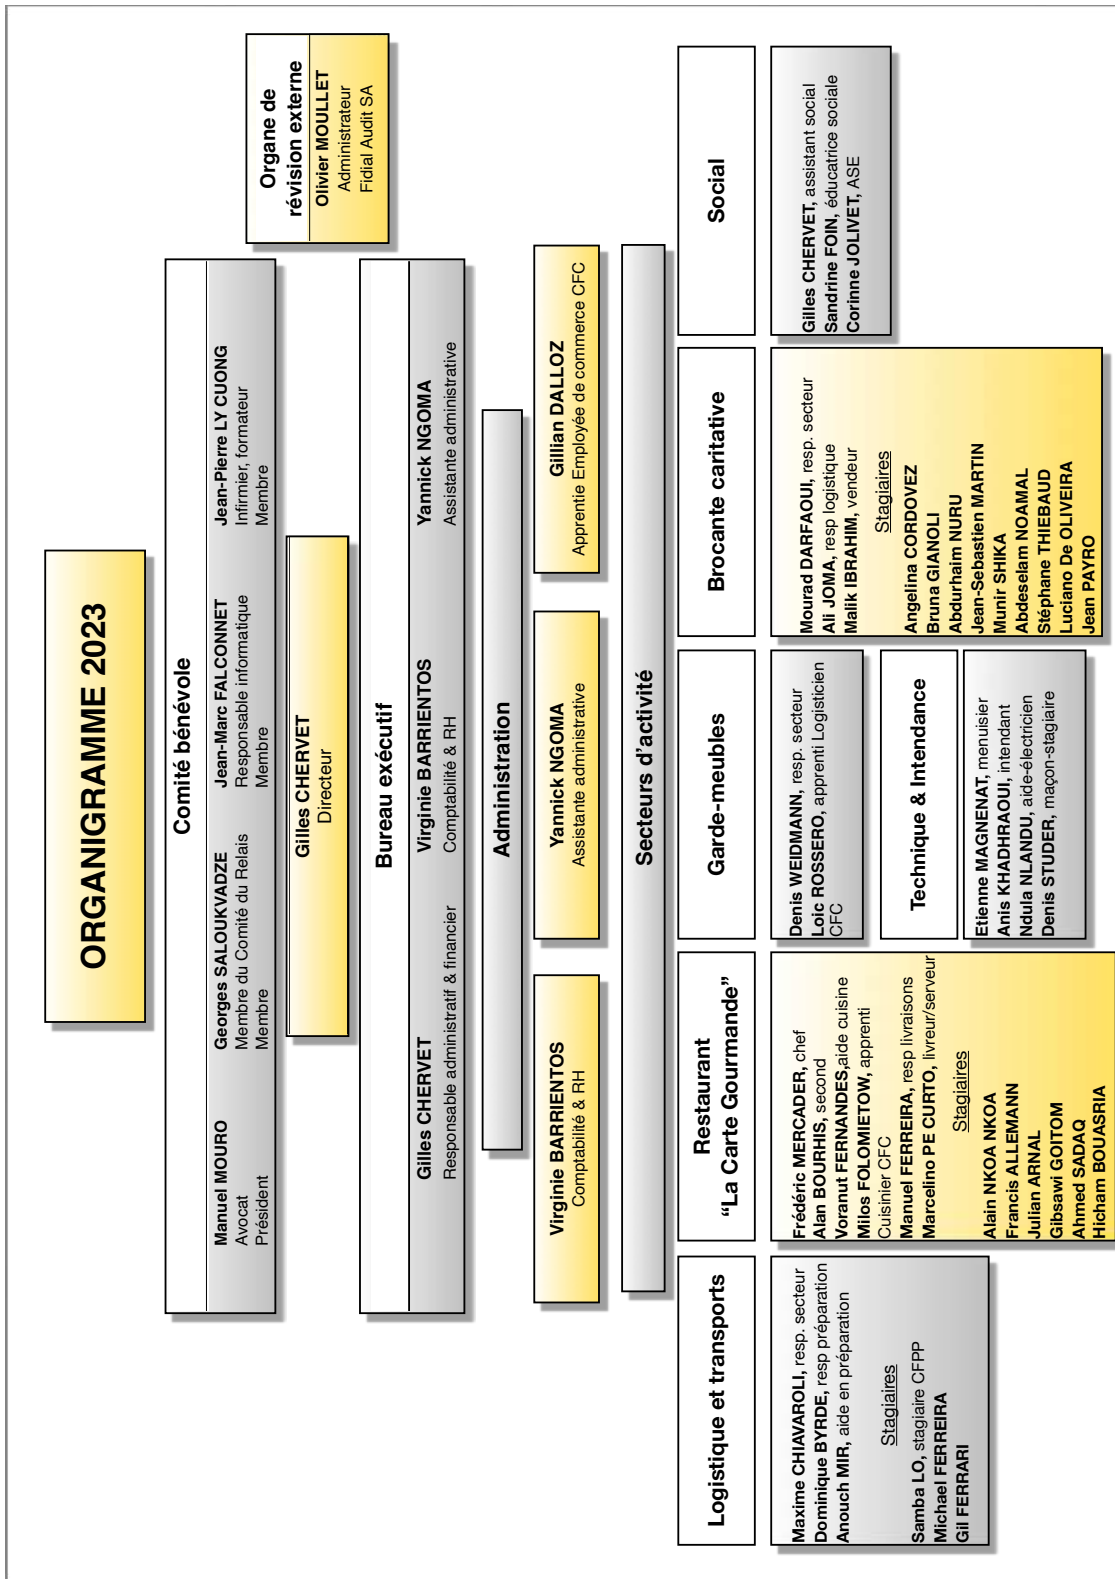 ORGANIGRAMME 2023
Organe de
révision externe
Olivier MOULLET
Administrateur
Fidial Audit SA
Comité bénévole
Manuel MOURO
Avocat
Président
Georges SALOUKVADZE
Membre du Comité du Relais
Membre
Jean-Marc FALCONNET
Responsable informatique
Membre
Jean-Pierre LY CUONG
Infirmier, formateur
Membre
Gilles CHERVET
Directeur
Bureau exécutif
Gilles CHERVET
Responsable administratif & financier
Virginie BARRIENTOS
Comptabilité & RH
Yannick NGOMA
Assistante administrative
Administration
Virginie BARRIENTOS
Comptabilité & RH
Yannick NGOMA
Assistante administrative
Gillian DALLOZ
Apprentie Employée de commerce CFC
Secteurs d’activité
Logistique et transports
Maxime CHIAVAROLI, resp. secteur
Dominique BYRDE, resp préparation
Anouch MIR, aide en préparation
Stagiaires
Samba LO, stagiaire CFPP
Michael FERREIRA
Gil FERRARI
Restaurant
“La Carte Gourmande”
Frédéric MERCADER, chef
Alan BOURHIS, second
Voranut FERNANDES,aide cuisine
Milos FOLOMIETOW, apprenti
Cuisinier CFC
Manuel FERREIRA, resp livraisons
Marcelino PE CURTO, livreur/serveur
Stagiaires
Alain NKOA NKOA
Francis ALLEMANN
Julian ARNAL
Gibsawi GOITOM
Ahmed SADAQ
Hicham BOUASRIA
Garde-meubles
Denis WEIDMANN, resp. secteur
Loic ROSSERO, apprenti Logisticien
CFC
Technique & Intendance
Etienne MAGNENAT, menuisier
Anis KHADHRAOUI, intendant
Ndula NLANDU, aide-électricien
Denis STUDER, maçon-stagiaire
Brocante caritative
Mourad DARFAOUI, resp. secteur
Ali JOMA, resp logistique
Malik IBRAHIM, vendeur
Stagiaires
Angelina CORDOVEZ
Bruna GIANOLI
Abdurhaim NURU
Jean-Sebastien MARTIN
Munir SHIKA
Abdeselam NOAMAL
Stéphane THIEBAUD
Luciano De OLIVEIRA
Jean PAYRO
Social
Gilles CHERVET, assistant social
Sandrine FOIN, éducatrice sociale
Corinne JOLIVET, ASE